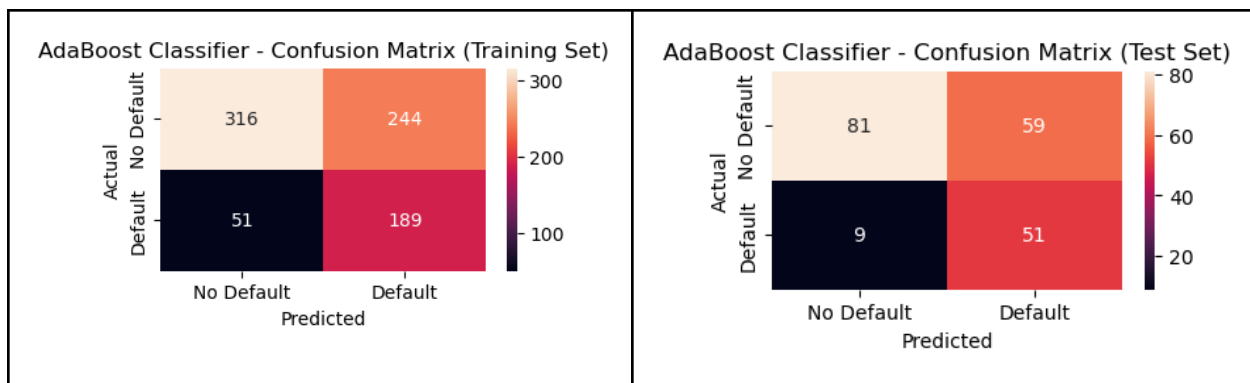 AdaBoost Classifier - Confusion Matrix (Training Set)
No Default
316
244
300
200
Actual
Default
51
189
100
No Default
Default
Predicted
AdaBoost Classifier - Confusion Matrix (Test Set)
No Default
81
59
80
60
Actual
40
Default
9
51
20
No Default
Default
Predicted